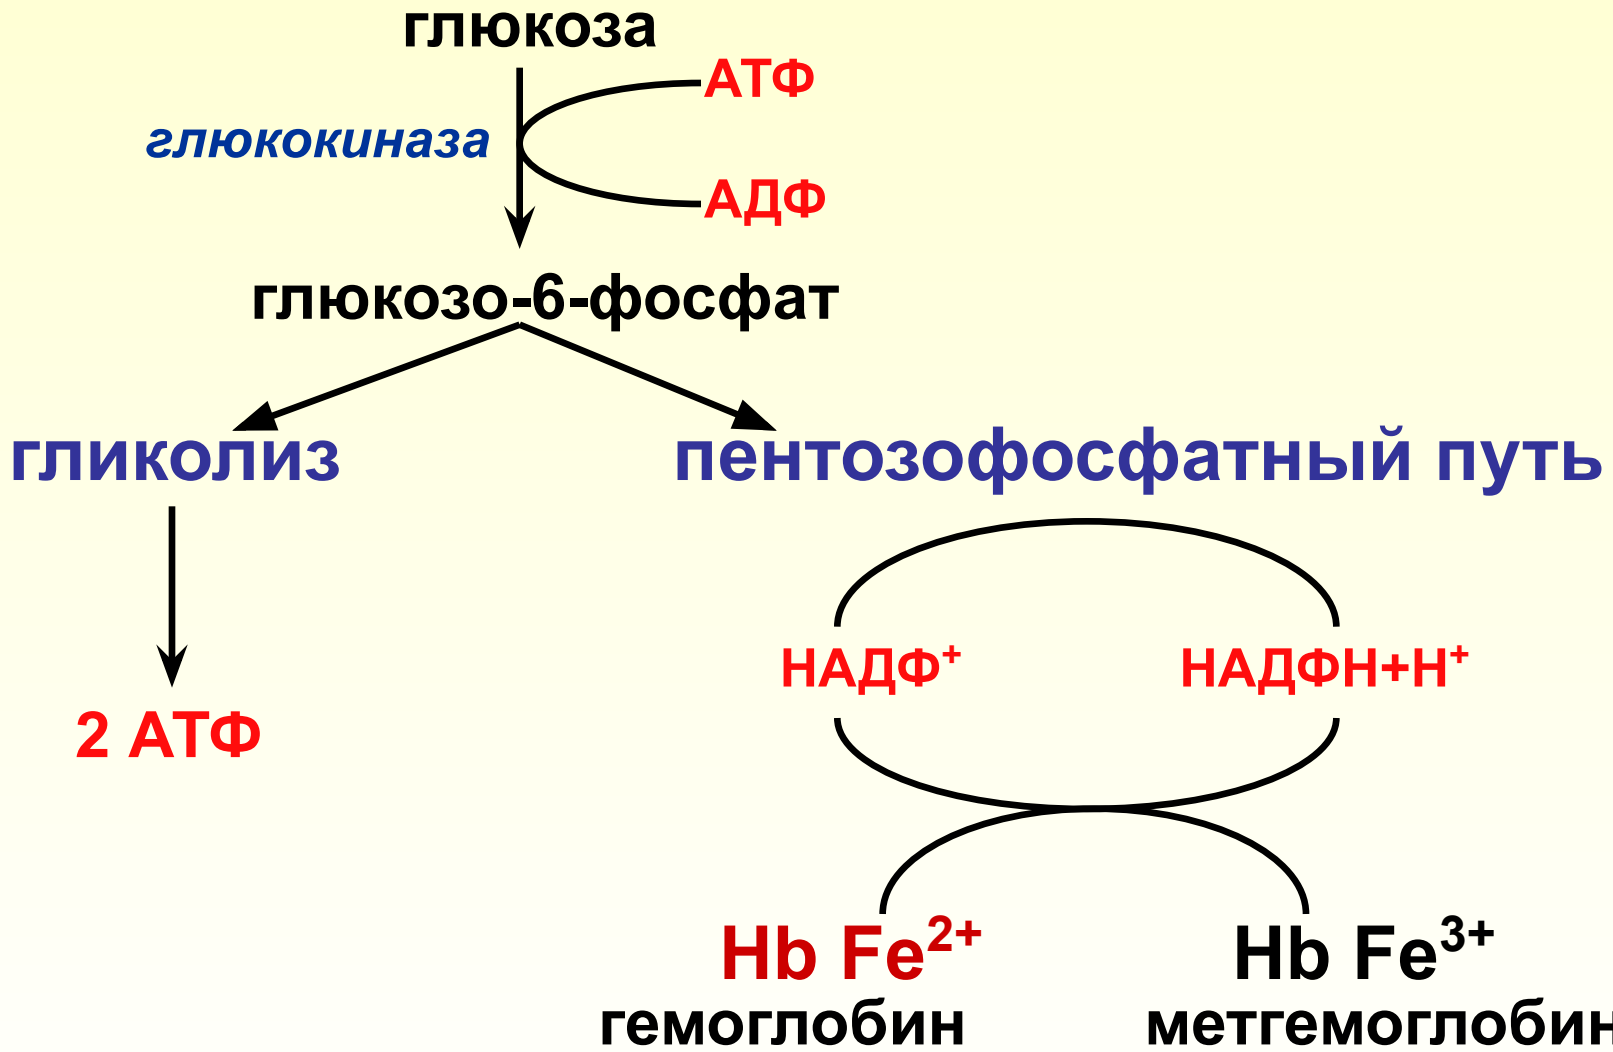 глюкоза
АТФ
глюкокиназа
АДФ
глюкозо-6-фосфат
гликолиз пентозофосфатный путь
НАДФ⁺ НАДФН+Н⁺
2 АТФ
Hb Fe²⁺ Hb Fe³⁺
гемоглобин метгемоглобин